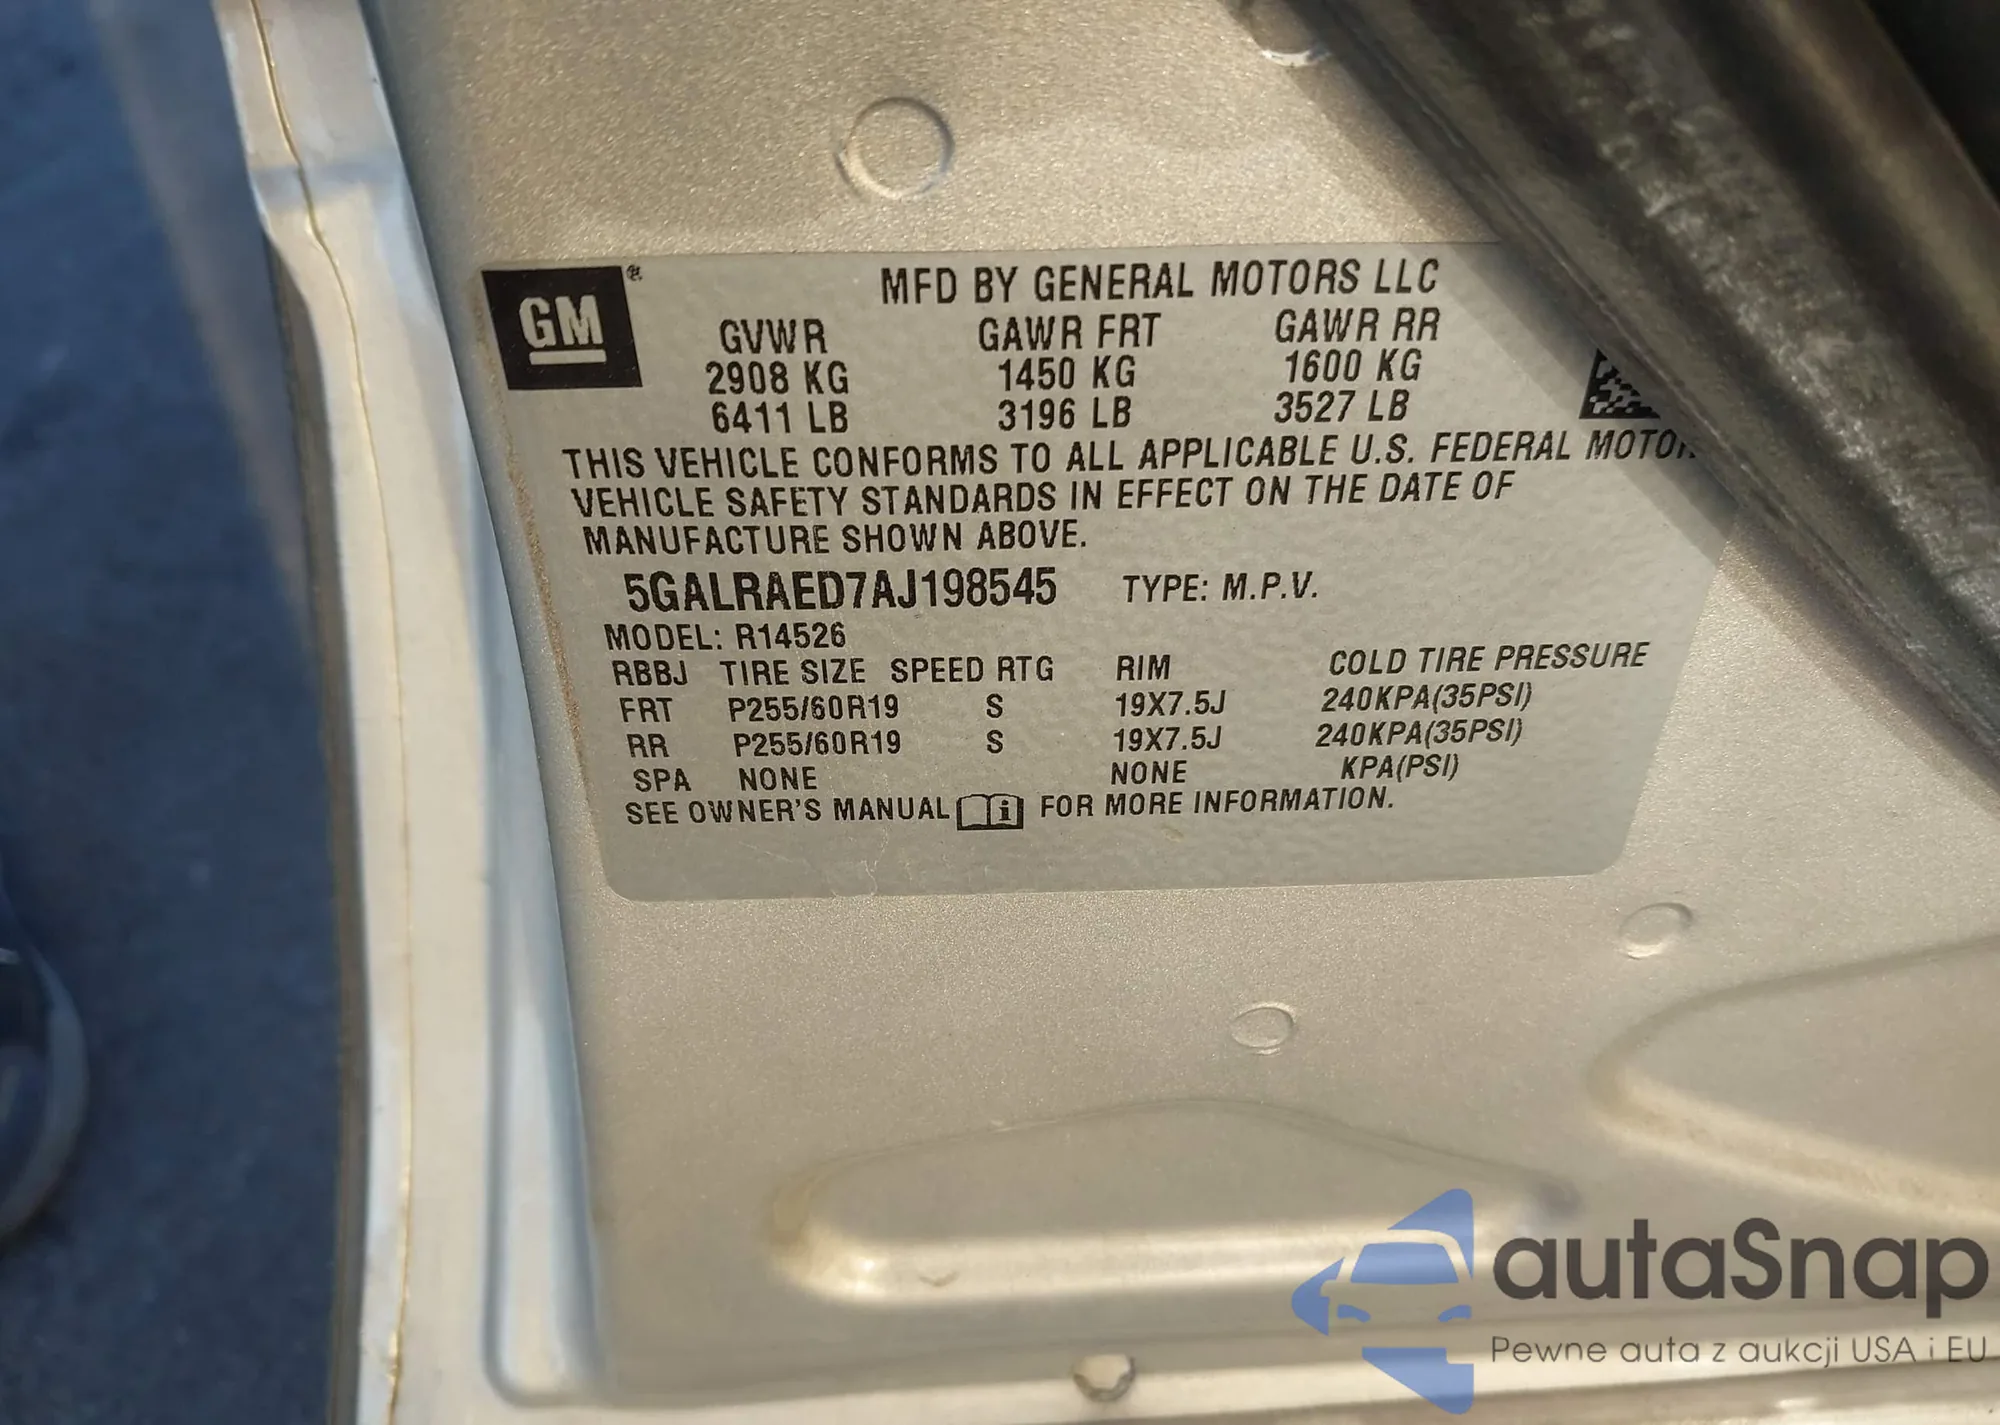 GM ®
MFD BY GENERAL MOTORS LLC
GVWR GAWR FRT GAWR RR
2908 KG 1450 KG 1600 KG
6411 LB 3196 LB 3527 LB
THIS VEHICLE CONFORMS TO ALL APPLICABLE U.S. FEDERAL MOTOR
VEHICLE SAFETY STANDARDS IN EFFECT ON THE DATE OF
MANUFACTURE SHOWN ABOVE.
5GALRAED7AJ198545 TYPE: M.P.V.
MODEL: R14526
RBBJ TIRE SIZE SPEED RTG RIM COLD TIRE PRESSURE
FRT P255/60R19 S 19X7.5J 240KPA(35PSI)
RR P255/60R19 S 19X7.5J 240KPA(35PSI)
SPA NONE NONE KPA(PSI)
SEE OWNER'S MANUAL i FOR MORE INFORMATION.
autaSnap
Pewne auta z aukcji USA i EU